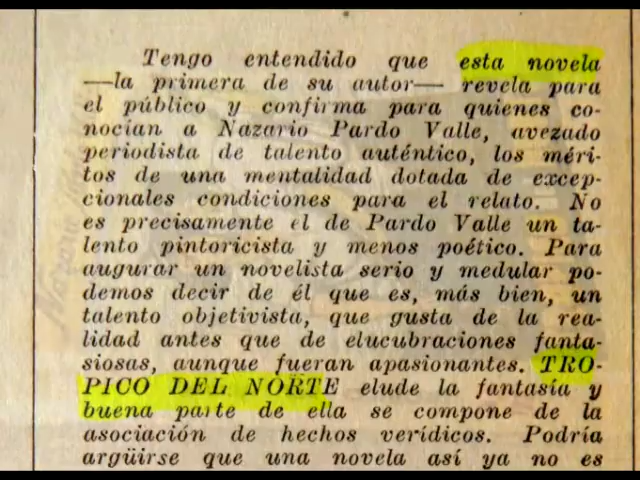 Tengo entendido que esta novela
—la primera de su autor— revela para
el público y confirma para quienes co-
nocían a Nazario Pardo Valle, avezado
periodista de talento auténtico, los méri-
tos de una mentalidad dotada de excep-
cionales condiciones para el relato. No
es precisamente el de Pardo Valle un ta-
lento pintoricista y menos poético. Para
augurar un novelista serio y medular po-
demos decir de él que es, más bien, un
talento objetivista, que gusta de la rea-
lidad antes que de elucubraciones fanta-
siosas, aunque fueran apasionantes. TRO-
PICO DEL NORTE elude la fantasía y
buena parte de ella se compone de la
asociación de hechos verídicos. Podría
argüirse que una novela así ya no es